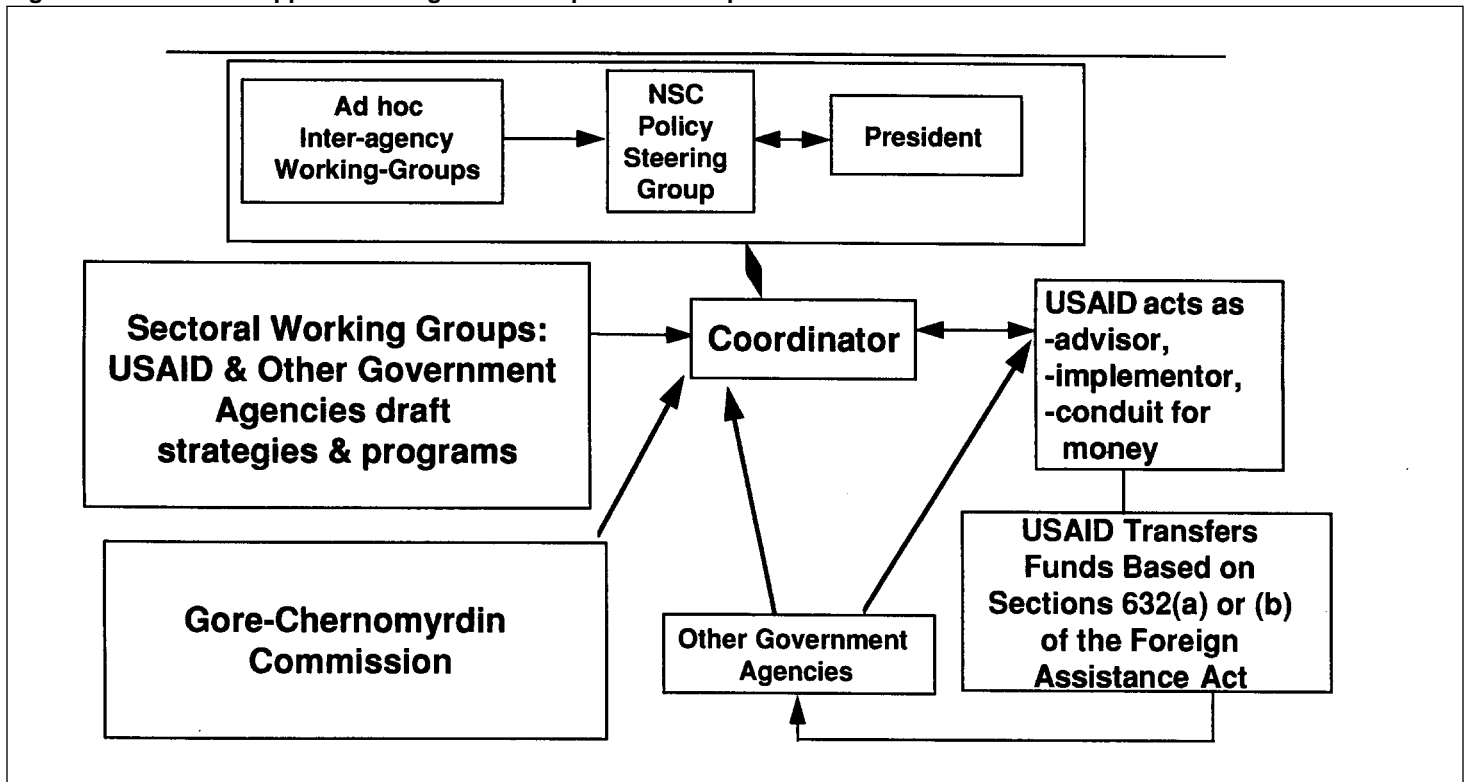 Ad hoc
Inter-agency
Working-Groups
NSC
Policy
Steering
Group
President
Sectoral Working Groups:
USAID & Other Government
Agencies draft
strategies & programs
Coordinator
USAID acts as
-advisor,
-implementor,
-conduit for
money
Gore-Chernomyrdin
Commission
Other Government
Agencies
USAID Transfers
Funds Based on
Sections 632(a) or (b)
of the Foreign
Assistance Act